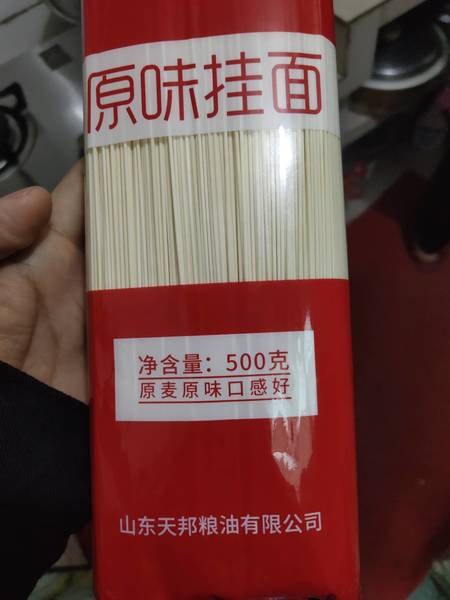 原味挂面
净含量：500克
原麦原味口感好
山东天邦粮油有限公司